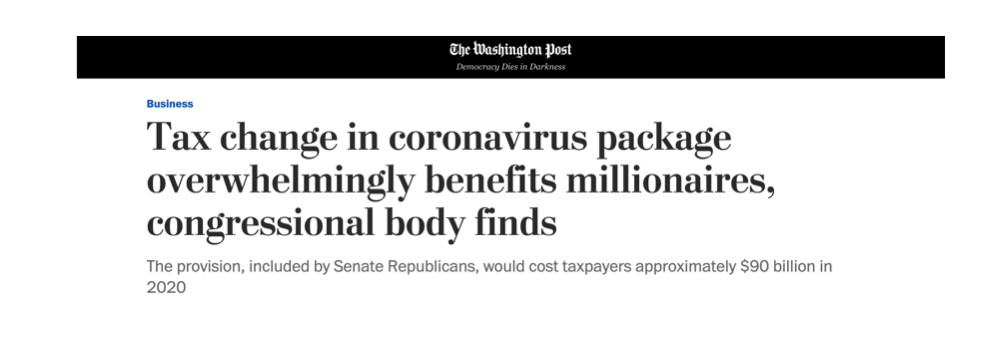 The Washington Post
Democracy Dies in Darkness
Business
Tax change in coronavirus package
overwhelmingly benefits millionaires,
congressional body finds
The provision, included by Senate Republicans, would cost taxpayers approximately $90 billion in
2020